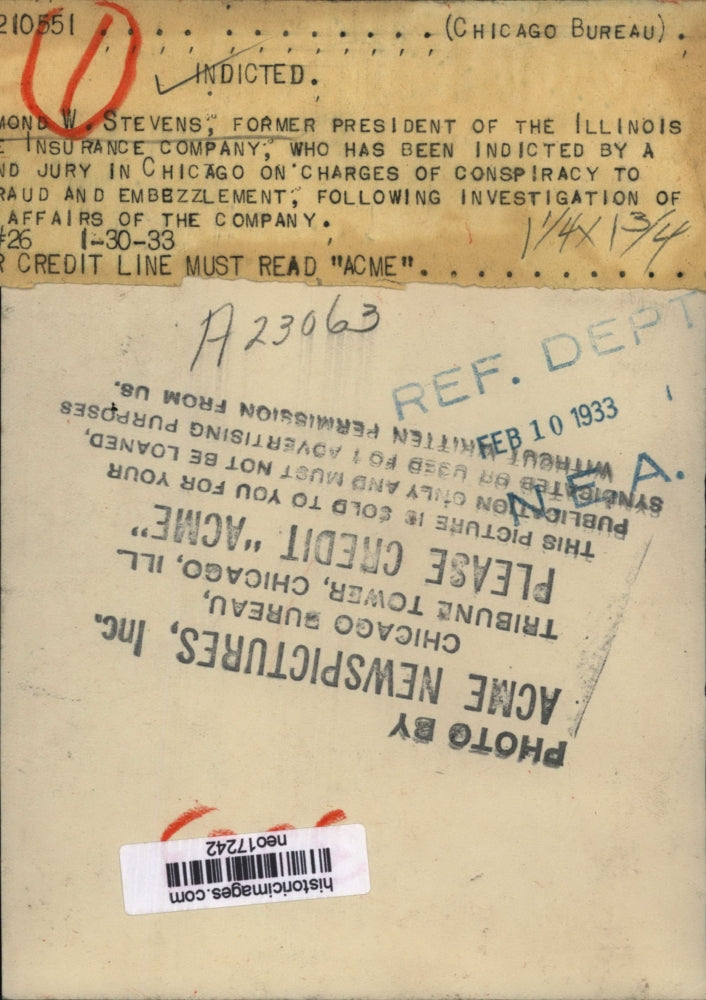 210551 . . . . . . . . . . . . . (CHICAGO BUREAU) .
INDICTED.
MOND W. STEVENS, FORMER PRESIDENT OF THE ILLINOIS
E INSURANCE COMPANY, WHO HAS BEEN INDICTED BY A
ND JURY IN CHICAGO ON CHARGES OF CONSPIRACY TO
RAUD AND EMBEZZLEMENT, FOLLOWING INVESTIGATION OF
AFFAIRS OF THE COMPANY.
#26 1-30-33
1 1/4 X 1 3/4
R CREDIT LINE MUST READ "ACME". . . . . . . . .
A 23063
REF. DEPT
FEB 10 1933
N.E.A.
PHOTO BY
ACME NEWSPICTURES, Inc.
CHICAGO BUREAU,
TRIBUNE TOWER, CHICAGO, ILL.
PLEASE CREDIT "ACME"
THIS PICTURE IS SOLD TO YOU FOR YOUR
PUBLICATION ONLY AND MUST NOT BE LOANED,
SYNDICATED OR USED FOR ADVERTISING PURPOSES
WITHOUT WRITTEN PERMISSION FROM US.
historicimages.com
neo17242